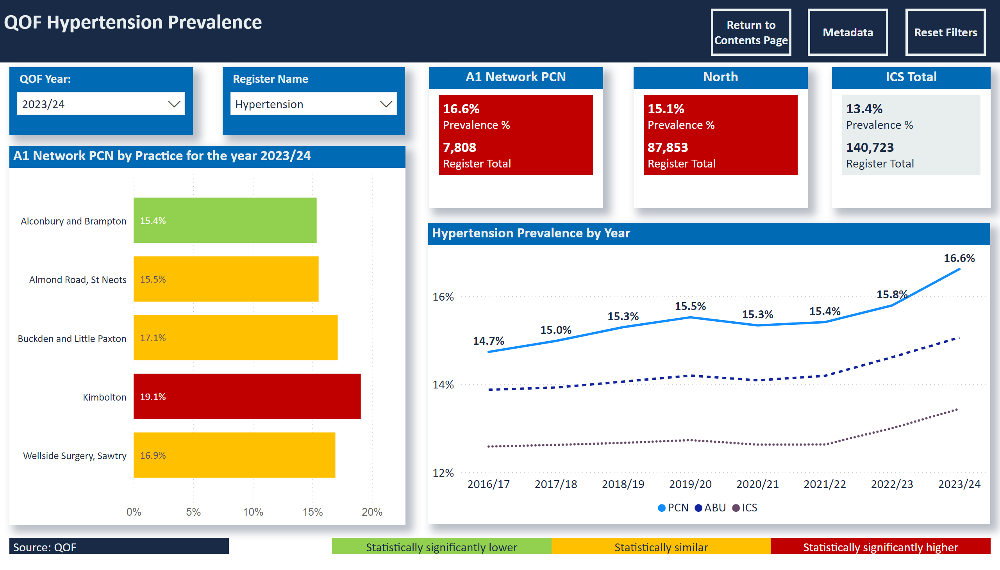 QOF Hypertension Prevalence
Return to
Contents Page
Metadata
Reset Filters
QOF Year:
2023/24
Register Name
Hypertension
A1 Network PCN
16.6%
Prevalence %
7,808
Register Total
North
15.1%
Prevalence %
87,853
Register Total
ICS Total
13.4%
Prevalence %
140,723
Register Total
A1 Network PCN by Practice for the year 2023/24
Alconbury and Brampton
15.4%
Almond Road, St Neots
15.5%
Buckden and Little Paxton
17.1%
Kimbolton
19.1%
Wellside Surgery, Sawtry
16.9%
0% 5% 10% 15% 20%
Hypertension Prevalence by Year
16%
14%
12%
14.7%
15.0%
15.3%
15.5%
15.3%
15.4%
15.8%
16.6%
2016/17 2017/18 2018/19 2019/20 2020/21 2021/22 2022/23 2023/24
PCN ABU ICS
Source: QOF
Statistically significantly lower
Statistically similar
Statistically significantly higher